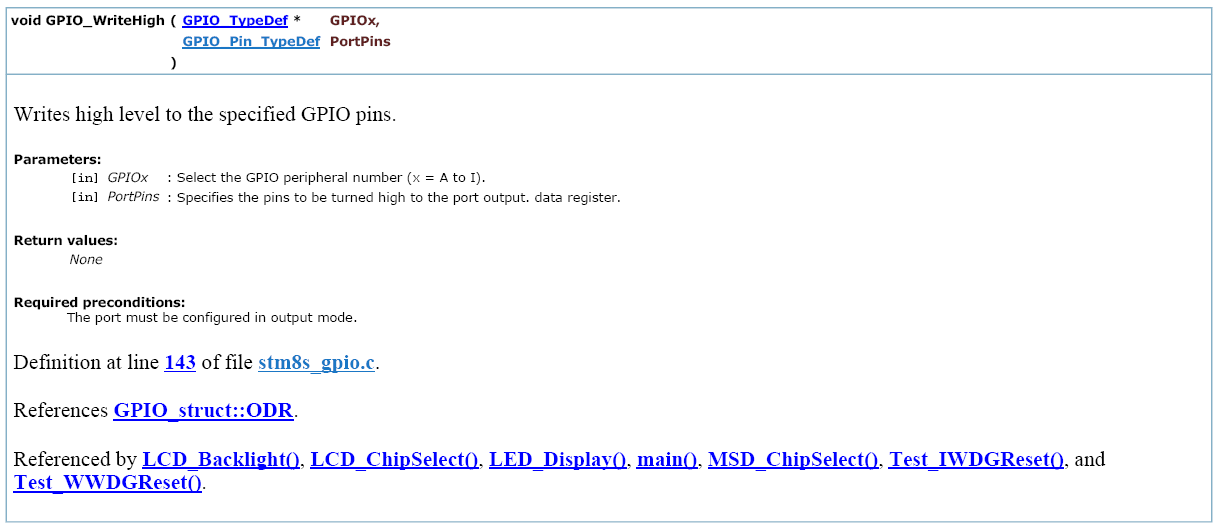 void GPIO_WriteHigh ( GPIO_TypeDef * GPIOx,
GPIO_Pin_TypeDef PortPins
)
Writes high level to the specified GPIO pins.
Parameters:
[in] GPIOx : Select the GPIO peripheral number (x = A to I).
[in] PortPins : Specifies the pins to be turned high to the port output. data register.
Return values:
None
Required preconditions:
The port must be configured in output mode.
Definition at line 143 of file stm8s_gpio.c.
References GPIO_struct::ODR.
Referenced by LCD_Backlight(), LCD_ChipSelect(), LED_Display(), main(), MSD_ChipSelect(), Test_IWDGReset(), and
Test_WWDGReset().